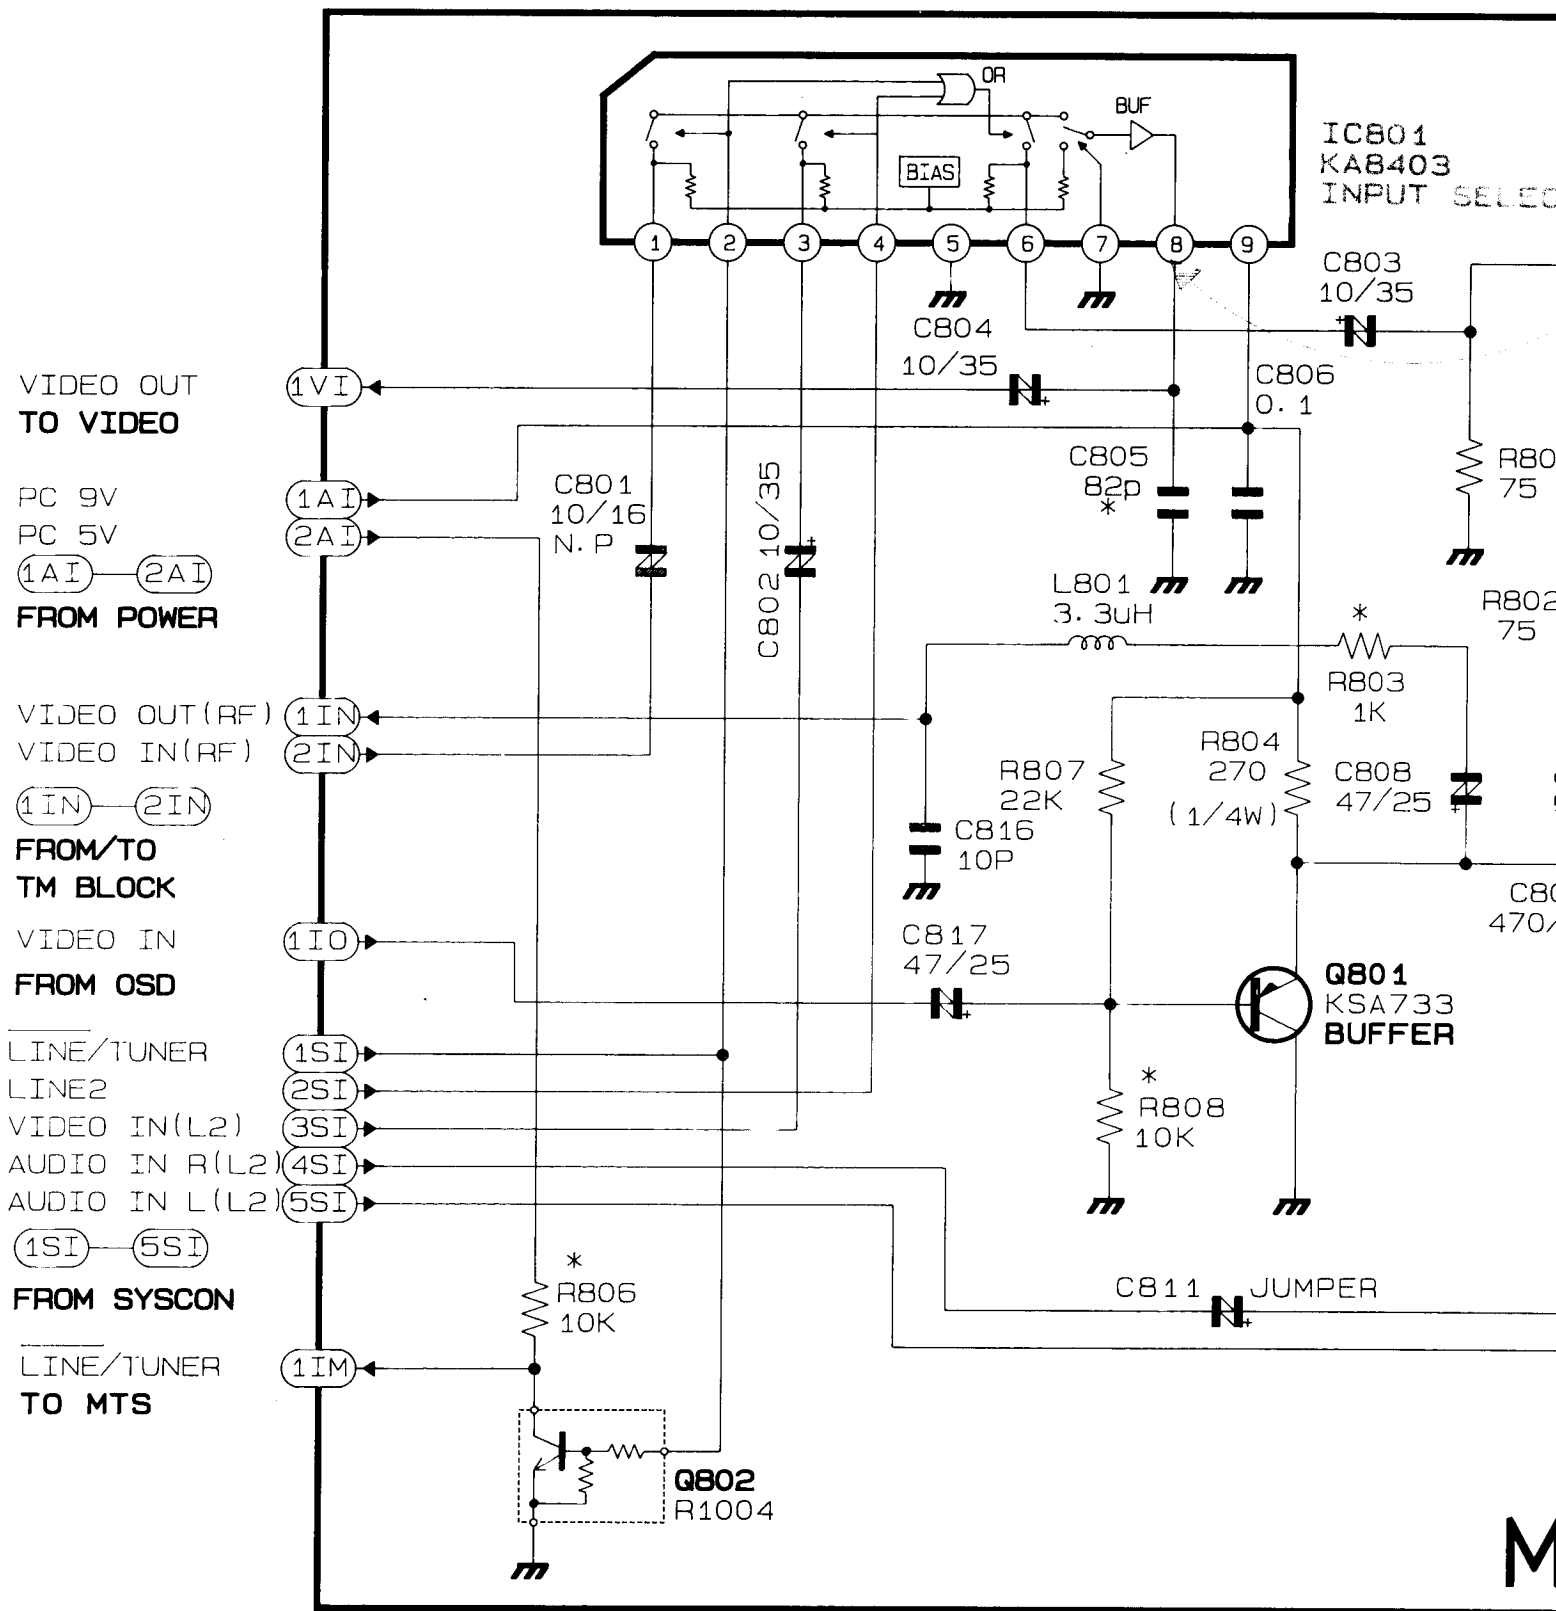 OR
BUF
BIAS
IC801
KA8403
INPUT SELEC
1 2 3 4 5 6 7 8 9
C803
10/35
C804
10/35
VIDEO OUT 1VI
TO VIDEO
C806
0.1
C805
82p
*
R80
75
C801
10/16
N.P
C802 10/35
PC 9V 1AI
PC 5V 2AI
1AI 2AI
FROM POWER
L801
3.3uH
R802
75
*
R803
1K
VIDEO OUT(RF) 1IN
VIDEO IN(RF) 2IN
1IN 2IN
FROM/TO
TM BLOCK
R807
22K
R804
270
(1/4W)
C808
47/25
C816
10P
C80
470/
VIDEO IN 1IO
FROM OSD
C817
47/25
Q801
KSA733
BUFFER
LINE/TUNER 1SI
LINE2 2SI
VIDEO IN(L2) 3SI
AUDIO IN R(L2) 4SI
AUDIO IN L(L2) 5SI
1SI 5SI
FROM SYSCON
*
R808
10K
*
R806
10K
C811 JUMPER
LINE/TUNER 1IM
TO MTS
Q802
R1004
M